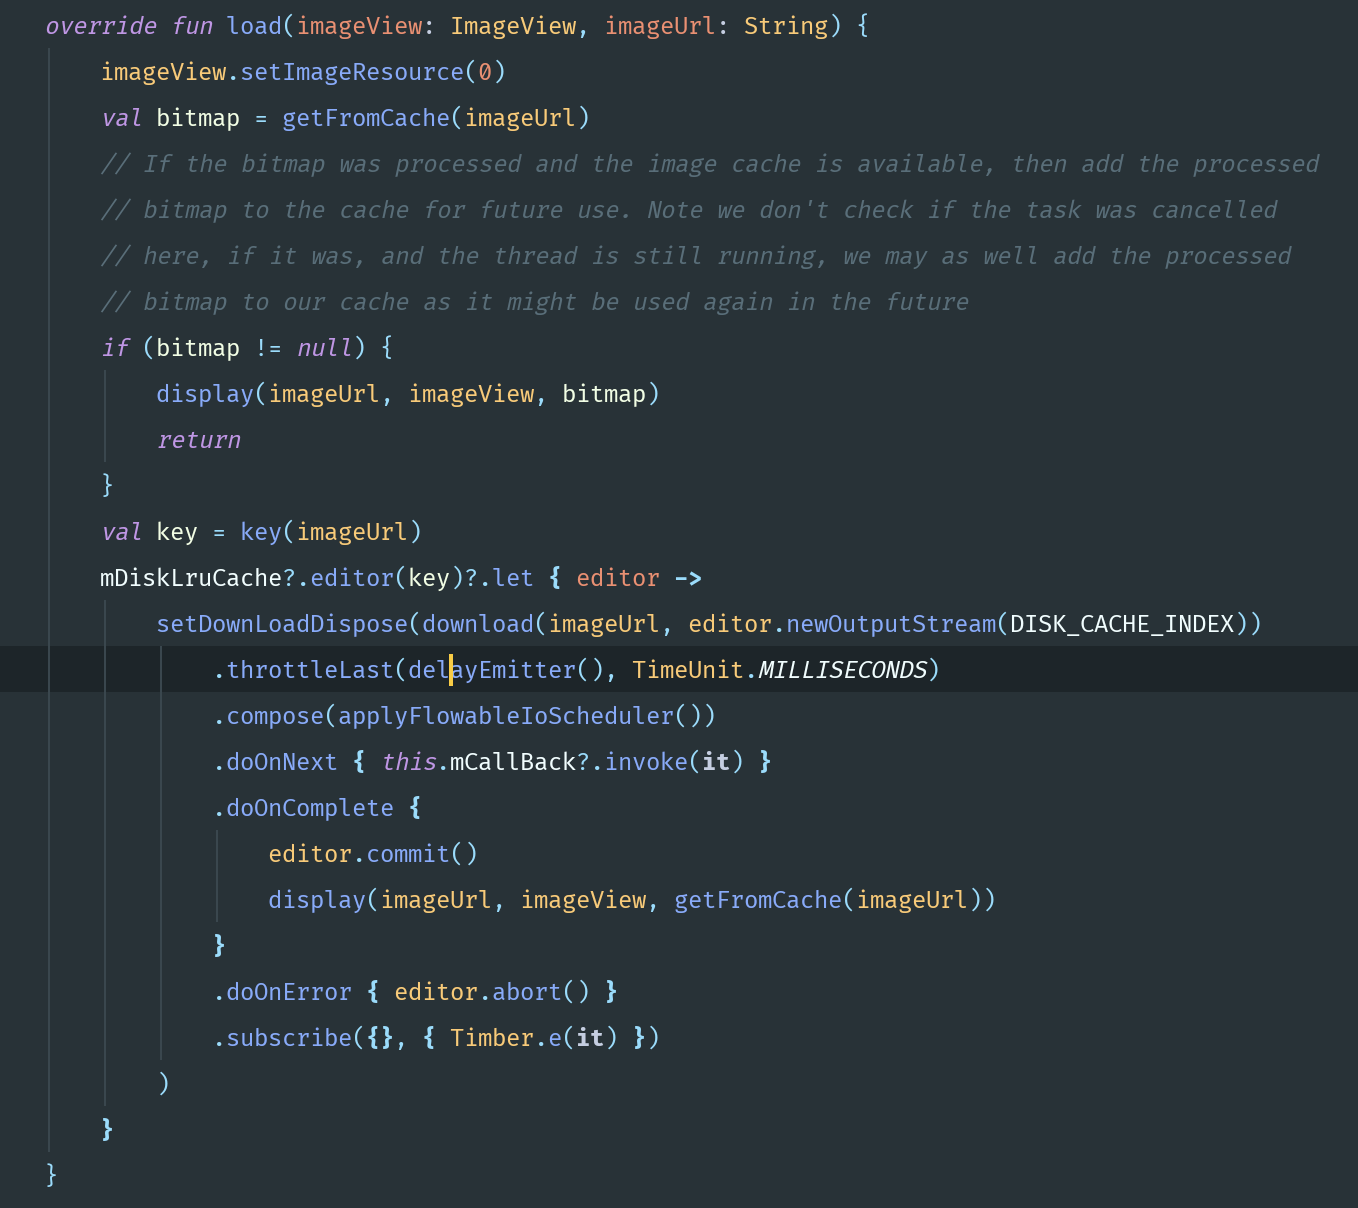 override fun load(imageView: ImageView, imageUrl: String) {
    imageView.setImageResource(0)
    val bitmap = getFromCache(imageUrl)
    // If the bitmap was processed and the image cache is available, then add the processed
    // bitmap to the cache for future use. Note we don't check if the task was cancelled
    // here, if it was, and the thread is still running, we may as well add the processed
    // bitmap to our cache as it might be used again in the future
    if (bitmap != null) {
        display(imageUrl, imageView, bitmap)
        return
    }
    val key = key(imageUrl)
    mDiskLruCache?.editor(key)?.let { editor ->
        setDownLoadDispose(download(imageUrl, editor.newOutputStream(DISK_CACHE_INDEX))
            .throttleLast(delayEmitter(), TimeUnit.MILLISECONDS)
            .compose(applyFlowableIoScheduler())
            .doOnNext { this.mCallBack?.invoke(it) }
            .doOnComplete {
                editor.commit()
                display(imageUrl, imageView, getFromCache(imageUrl))
            }
            .doOnError { editor.abort() }
            .subscribe({}, { Timber.e(it) })
        )
    }
}